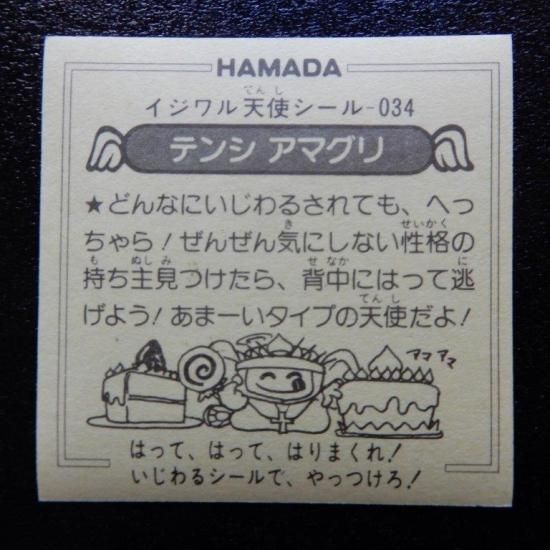 HAMADA
イジワル天使シール-034
テンシ アマグリ
★どんなにいじわるされても、へっ
ちゃら!ぜんぜん気にしない性格の
持ち主見つけたら、背中にはって逃
げよう!あまーいタイプの天使だよ!
アマアマ
はって、はって、はりまくれ!
いじわるシールで、やっつけろ!